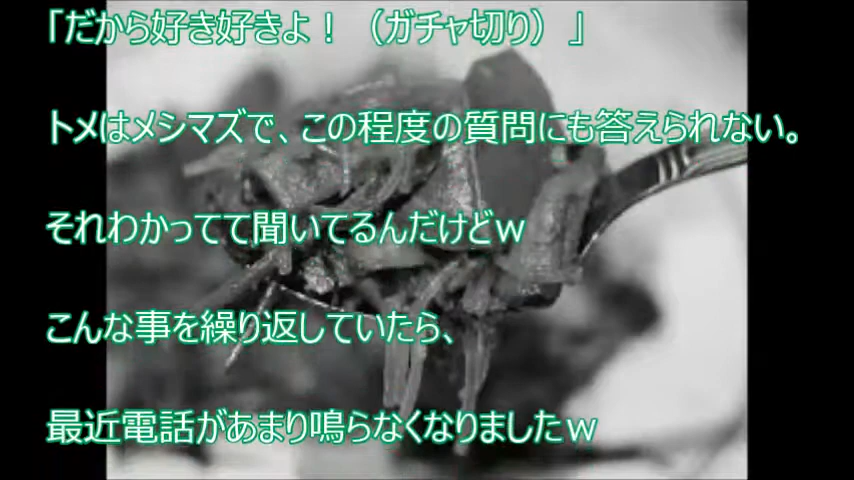 「だから好き好きよ！（ガチャ切り）」
トメはメシマズで、この程度の質問にも答えられない。
それわかってて聞いてるんだけどｗ
こんな事を繰り返していたら、
最近電話があまり鳴らなくなりましたｗ